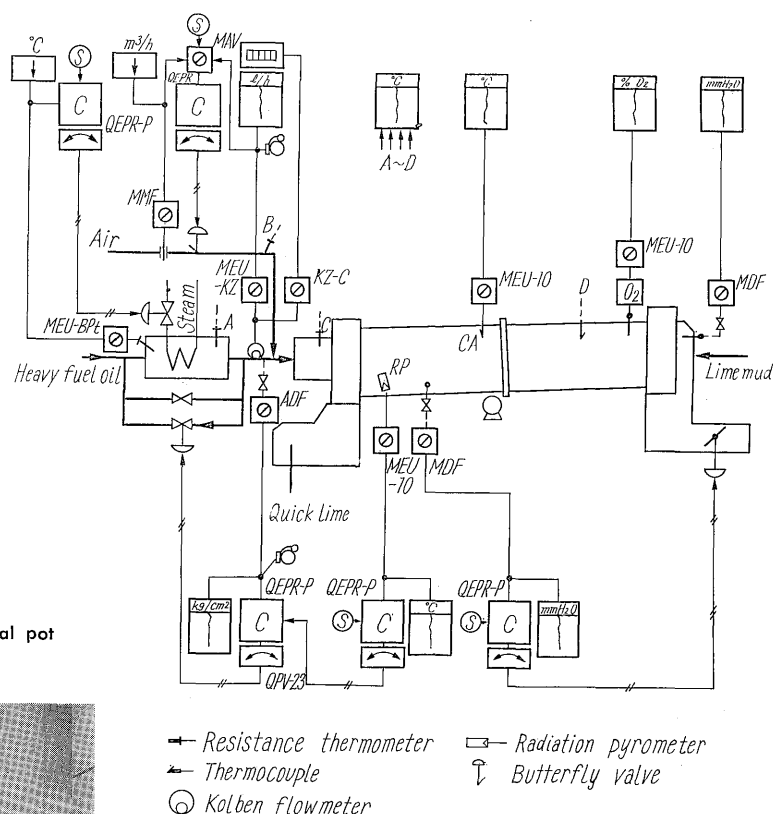 °C
S
m³/h
S
MAV
QEPR
l/h
°C
°C
% O2
mmH2O
C
QEPR-P
C
A~D
MMF
Air
B
MEU
-KZ
KZ-C
MEU-10
MEU-10
O2
MDF
Steam
A
C
D
MEU-BPt
CA
Heavy fuel oil
RP
Lime mud
ADF
MEU
-10
MDF
Quick lime
QEPR-P
QEPR-P
QEPR-P
kg/cm2
C
S
C
°C
S
C
mmH2O
QPV-23
al pot
Resistance thermometer
Radiation pyrometer
Thermocouple
Butterfly valve
Kolben flowmeter